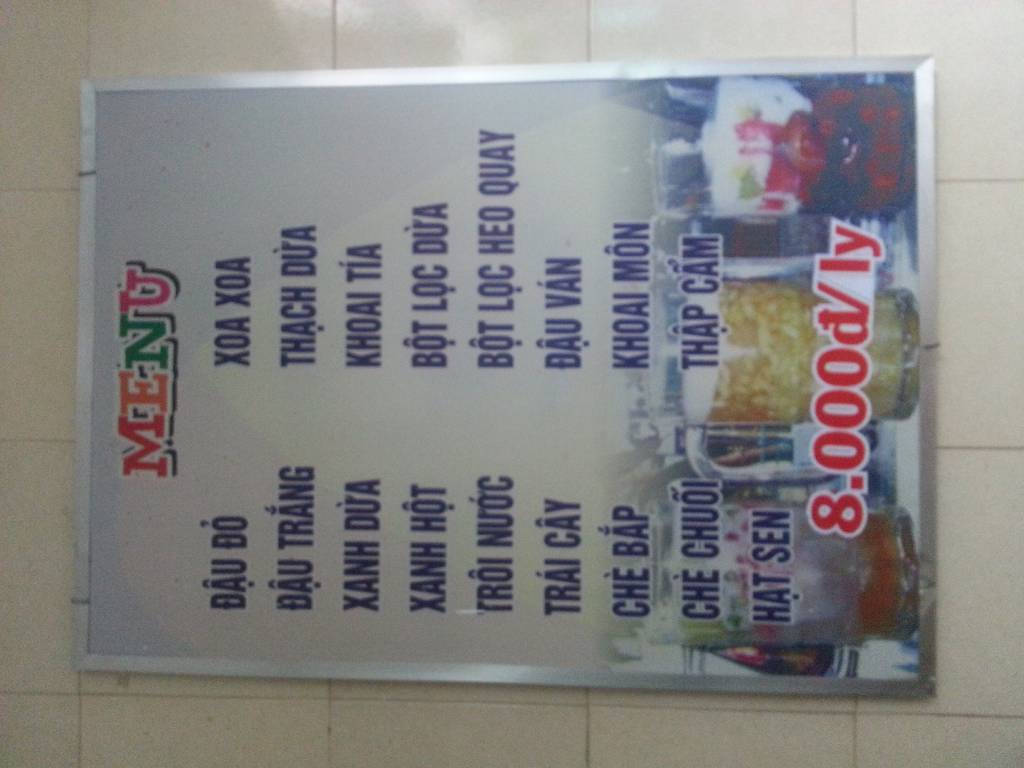 MENU
ĐẬU ĐỎ
ĐẬU TRẮNG
XANH DỪA
XANH HỘT
TRÔI NƯỚC
TRÁI CÂY
CHÈ BẮP
CHÈ CHUỐI
HẠT SEN
XOA XOA
THẠCH DỪA
KHOAI TÍA
BỘT LỌC DỪA
BỘT LỌC HEO QUAY
ĐẬU VÁN
KHOAI MÔN
THẬP CẨM
8.000đ/ly